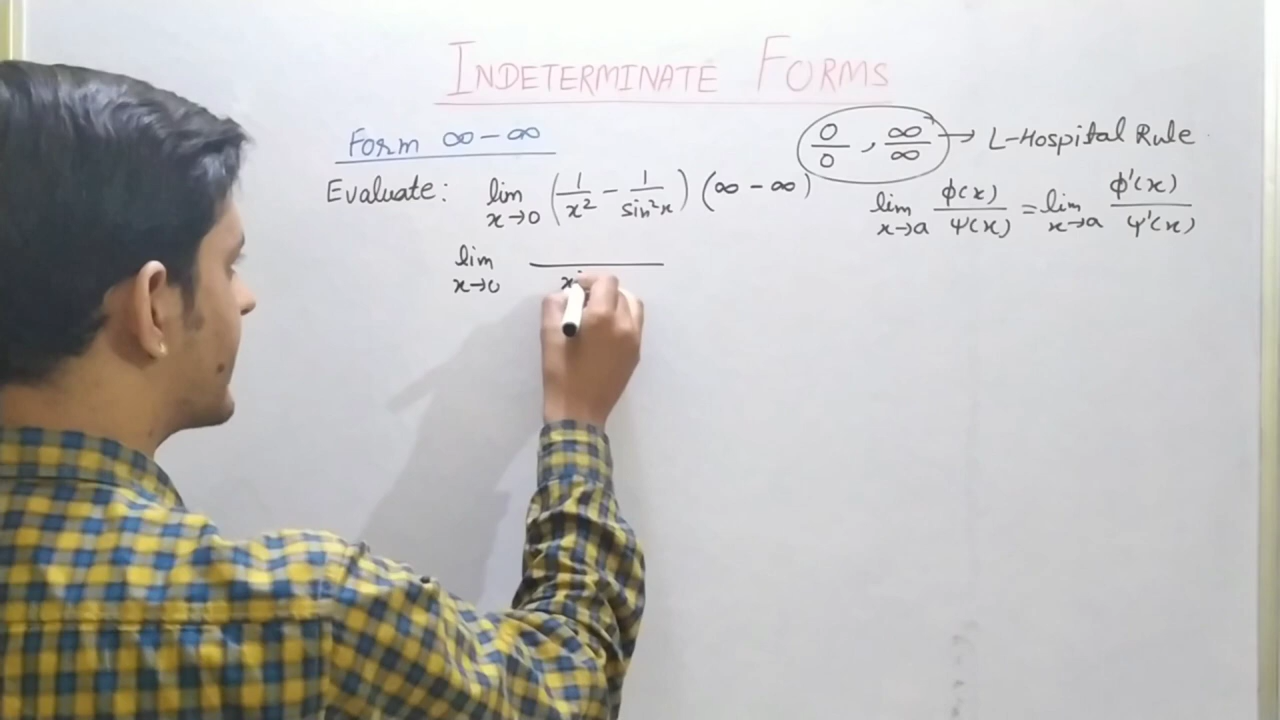 INDETERMINATE FORMS
Form ∞ - ∞
0/0 , ∞/∞ → L-Hospital Rule
Evaluate: lim x→0 (1/x² - 1/sin²x) (∞ - ∞)
lim x→a φ(x)/ψ(x) = lim x→a φ'(x)/ψ'(x)
lim x→0